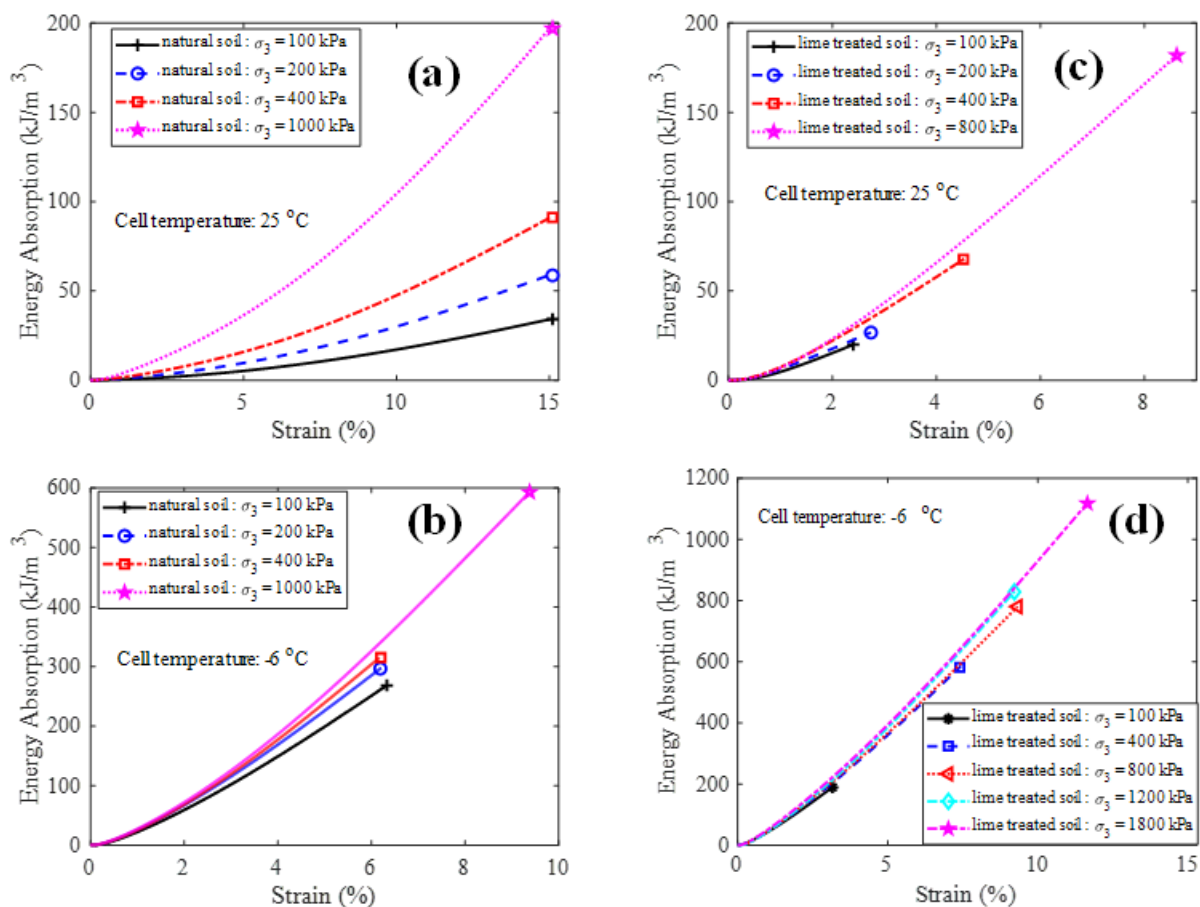 200
150
100
50
0
Energy Absorption (kJ/m 3)
natural soil : σ3 = 100 kPa
natural soil : σ3 = 200 kPa
natural soil : σ3 = 400 kPa
natural soil : σ3 = 1000 kPa
(a)
Cell temperature: 25 °C
0 5 10 15
Strain (%)
200
150
100
50
0
Energy Absorption (kJ/m 3)
lime treated soil : σ3 = 100 kPa
lime treated soil : σ3 = 200 kPa
lime treated soil : σ3 = 400 kPa
lime treated soil : σ3 = 800 kPa
(c)
Cell temperature: 25 °C
0 2 4 6 8
Strain (%)
600
500
400
300
200
100
0
Energy Absorption (kJ/m 3)
natural soil : σ3 = 100 kPa
natural soil : σ3 = 200 kPa
natural soil : σ3 = 400 kPa
natural soil : σ3 = 1000 kPa
(b)
Cell temperature: -6 °C
0 2 4 6 8 10
Strain (%)
1200
1000
800
600
400
200
0
Energy Absorption (kJ/m 3)
Cell temperature: -6 °C
(d)
lime treated soil : σ3 = 100 kPa
lime treated soil : σ3 = 400 kPa
lime treated soil : σ3 = 800 kPa
lime treated soil : σ3 = 1200 kPa
lime treated soil : σ3 = 1800 kPa
0 5 10 15
Strain (%)